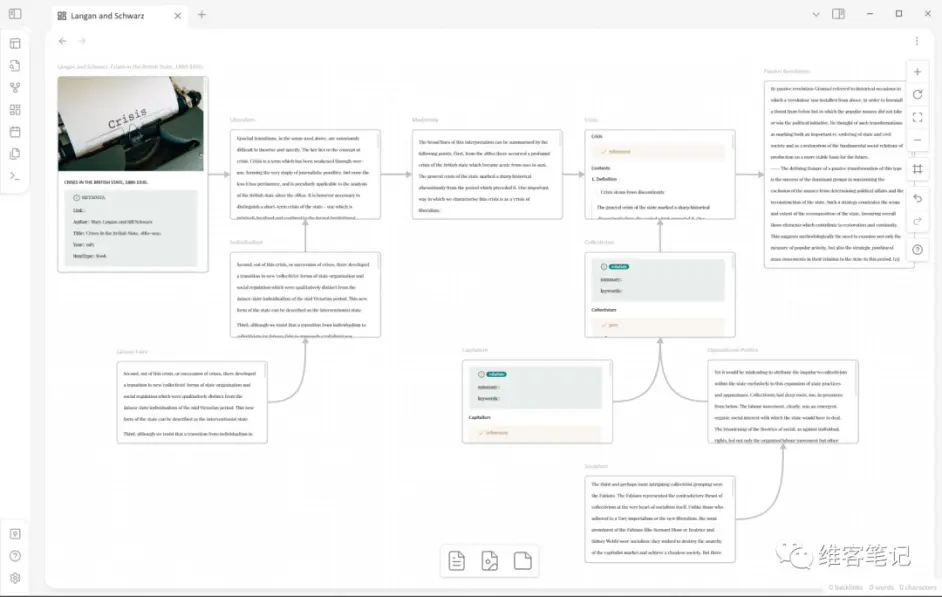 Langan and Schwarz
Langan and Schwarz: Crises in the British State, 1880-1930.
Crisis
CRISIS IN THE BRITISH STATE, 1880-1930.
METADATA
Link:
Author: Mary Langan and Bill Schwarz
Title: Crises in the British State, 1880-1930
Year: 1985
ItemType: Book
Liberalism
Epochal transitions, in the sense used above, are notoriously
difficult to theorize and specify. The key lies in the concept of
crisis. Crisis is a term which has been weakened through over-
use, forming the very staple of journalistic punditry. But none the
less it has pertinence, and is peculiarly applicable to the analysis
of the British state since the 1880s. It is however necessary to
distinguish a short-term crisis of the state
Modernity
The broad lines of this interpretation can be summarised by the
following points. First, from the 1880s there occurred a profound
crisis of the British state which became acute from 1910 to 1926.
The general crisis of the state marked a sharp historical
discontinuity from the period which preceded it. One important
way in which we characterise this crisis is as a crisis of
liberalism:
Crisis
Crisis
reference
Contents
1. Definition
Crisis stems from discontinuity
The general crisis of the state marked a sharp historical
Passive Revolution
By passive revolution Gramsci referred to historical occasions in
which a revolution was installed from above, in order to forestall
a threat from below but in which the popular masses did not take
or win the political initiative. He thought of such transformations
as marking both an important re-ordering of state and civil
society and as a reorientation of the fundamental social relations of
production on a more stable basis for the future.
The defining feature of a passive revolution of this type
is the success of the dominant groups in maximizing the
exclusion of the masses from determining political affairs and the
reconstruction of the state. Such a strategy constrains the scope
and extent of the recomposition of the state, favouring overall
those elements which contribute to restoration and continuity.
This suggests methodologically the need to examine not only the
measure of popular activity, but also the strategic position of
mass movements in their relation to the state in this period.
Individualism
Second, out of this crisis, or succession of crises, there developed
a transition to new 'collectivist' forms of state organisation and
social regulation which were qualitatively distinct from the
laissez-faire individualism of the mid Victorian period. This new
form of the state can be described as the interventionist state
Third, although we insist that a transition from individualism to
Collectivism
relation
summary:
keywords:
Collectivism
Laissez Faire
Second, out of this crisis, or succession of crises, there developed
a transition to new 'collectivist' forms of state organisation and
social regulation which were qualitatively distinct from the
laissez-faire individualism of the mid Victorian period. This new
form of the state can be described as the interventionist state
Third, although we insist that a transition from individualism to
Capitalism
relation
summary:
keywords:
Capitalism
reference
Oppositional Politics
Yet it would be misleading to attribute the impulse to collectivism
within the state exclusively to this expansion of state practices
and apparatuses. Collectivism had deep roots, too, in pressures
from below. The labour movement, clearly, was an emergent
organic social interest with which the state would have to deal.
The broadening of the theories of social, as against individual,
rights, led not only the organised labour movement but other
Socialism
The third and perhaps most intriguing collectivist grouping were
the Fabians. The Fabians represented the contradictory thrust of
collectivism at the very heart of socialism itself. Unlike those who
adhered to a Tory imperialism or the new liberalism, the most
prominent of the Fabians like Bernard Shaw or Beatrice and
Sidney Webb were socialists: they wished to destroy the anarchy
of the capitalist market and achieve a classless society. But there
维客笔记
0 backlinks 0 words 0 characters